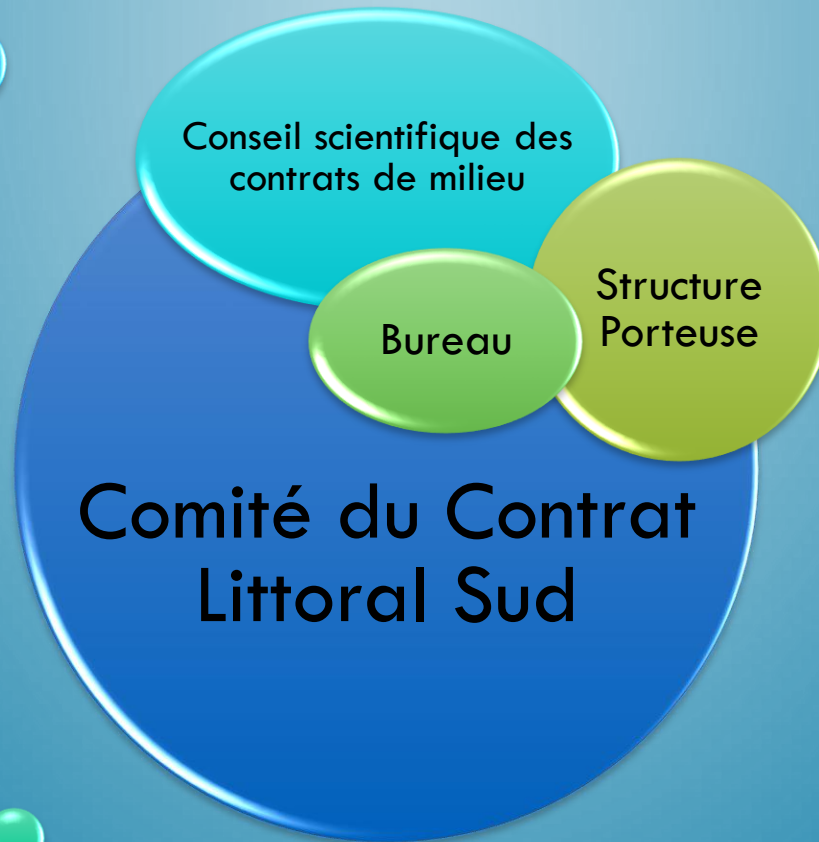 Conseil scientifique des
contrats de milieu
Structure
Porteuse
Bureau
Comité du Contrat
Littoral Sud